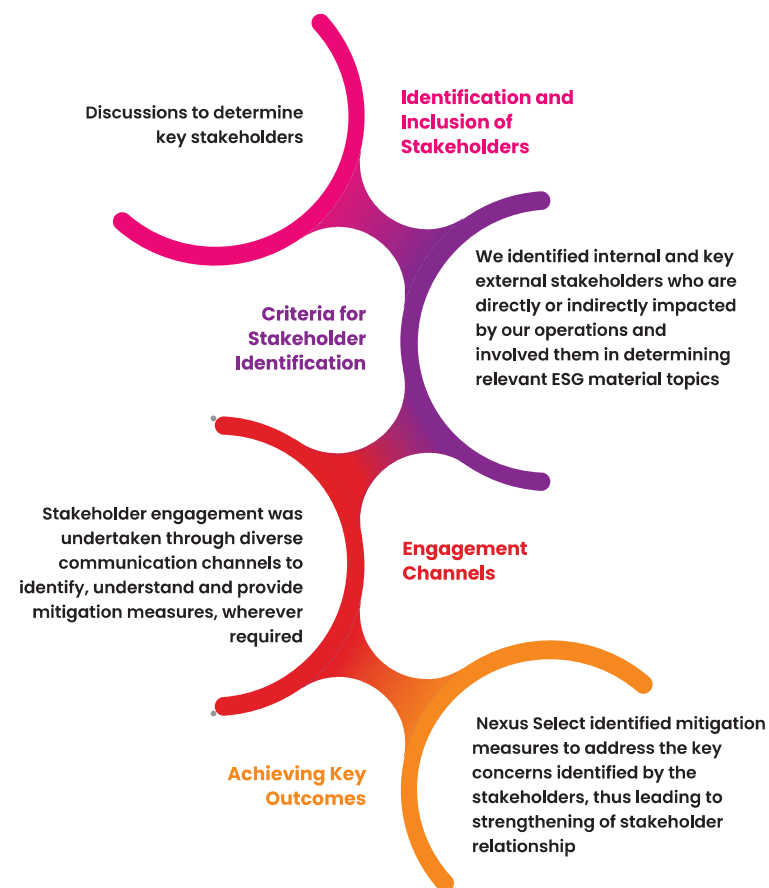 Identification and
Inclusion of
Stakeholders
Discussions to determine
key stakeholders
Criteria for
Stakeholder
Identification
We identified internal and key
external stakeholders who are
directly or indirectly impacted
by our operations and
involved them in determining
relevant ESG material topics
Engagement
Channels
Stakeholder engagement was
undertaken through diverse
communication channels to
identify, understand and provide
mitigation measures, wherever
required
Achieving Key
Outcomes
Nexus Select identified mitigation
measures to address the key
concerns identified by the
stakeholders, thus leading to
strengthening of stakeholder
relationship